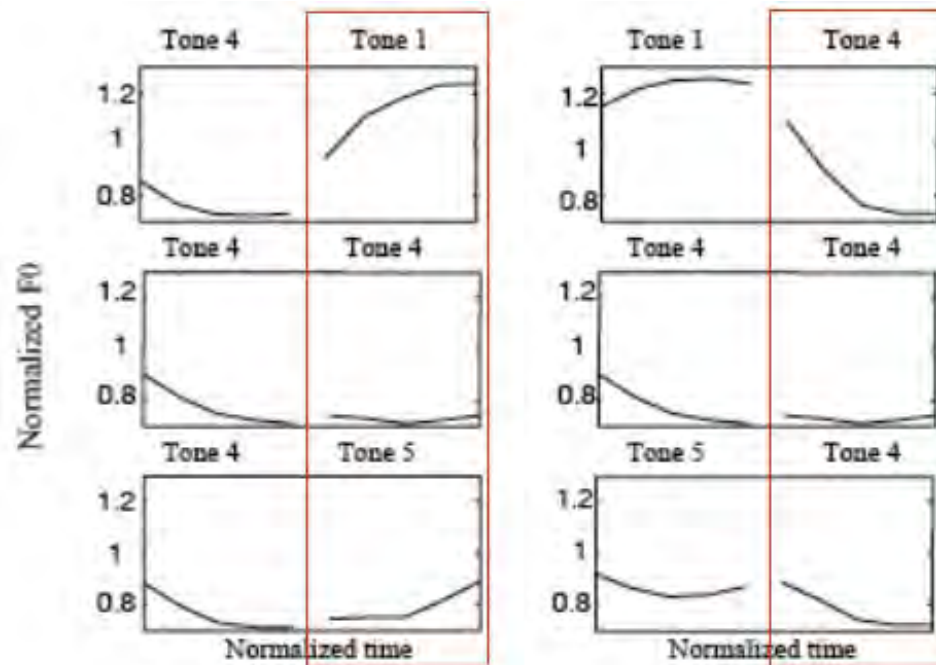 Tone 4 Tone 1 Tone 1 Tone 4
1.2 1.2
1 1
0.8 0.8
Tone 4 Tone 4 Tone 4 Tone 4
1.2 1.2
1 1
0.8 0.8
Tone 4 Tone 5 Tone 5 Tone 4
1.2 1.2
1 1
0.8 0.8
Normalized time Normalized time
Normalized F0